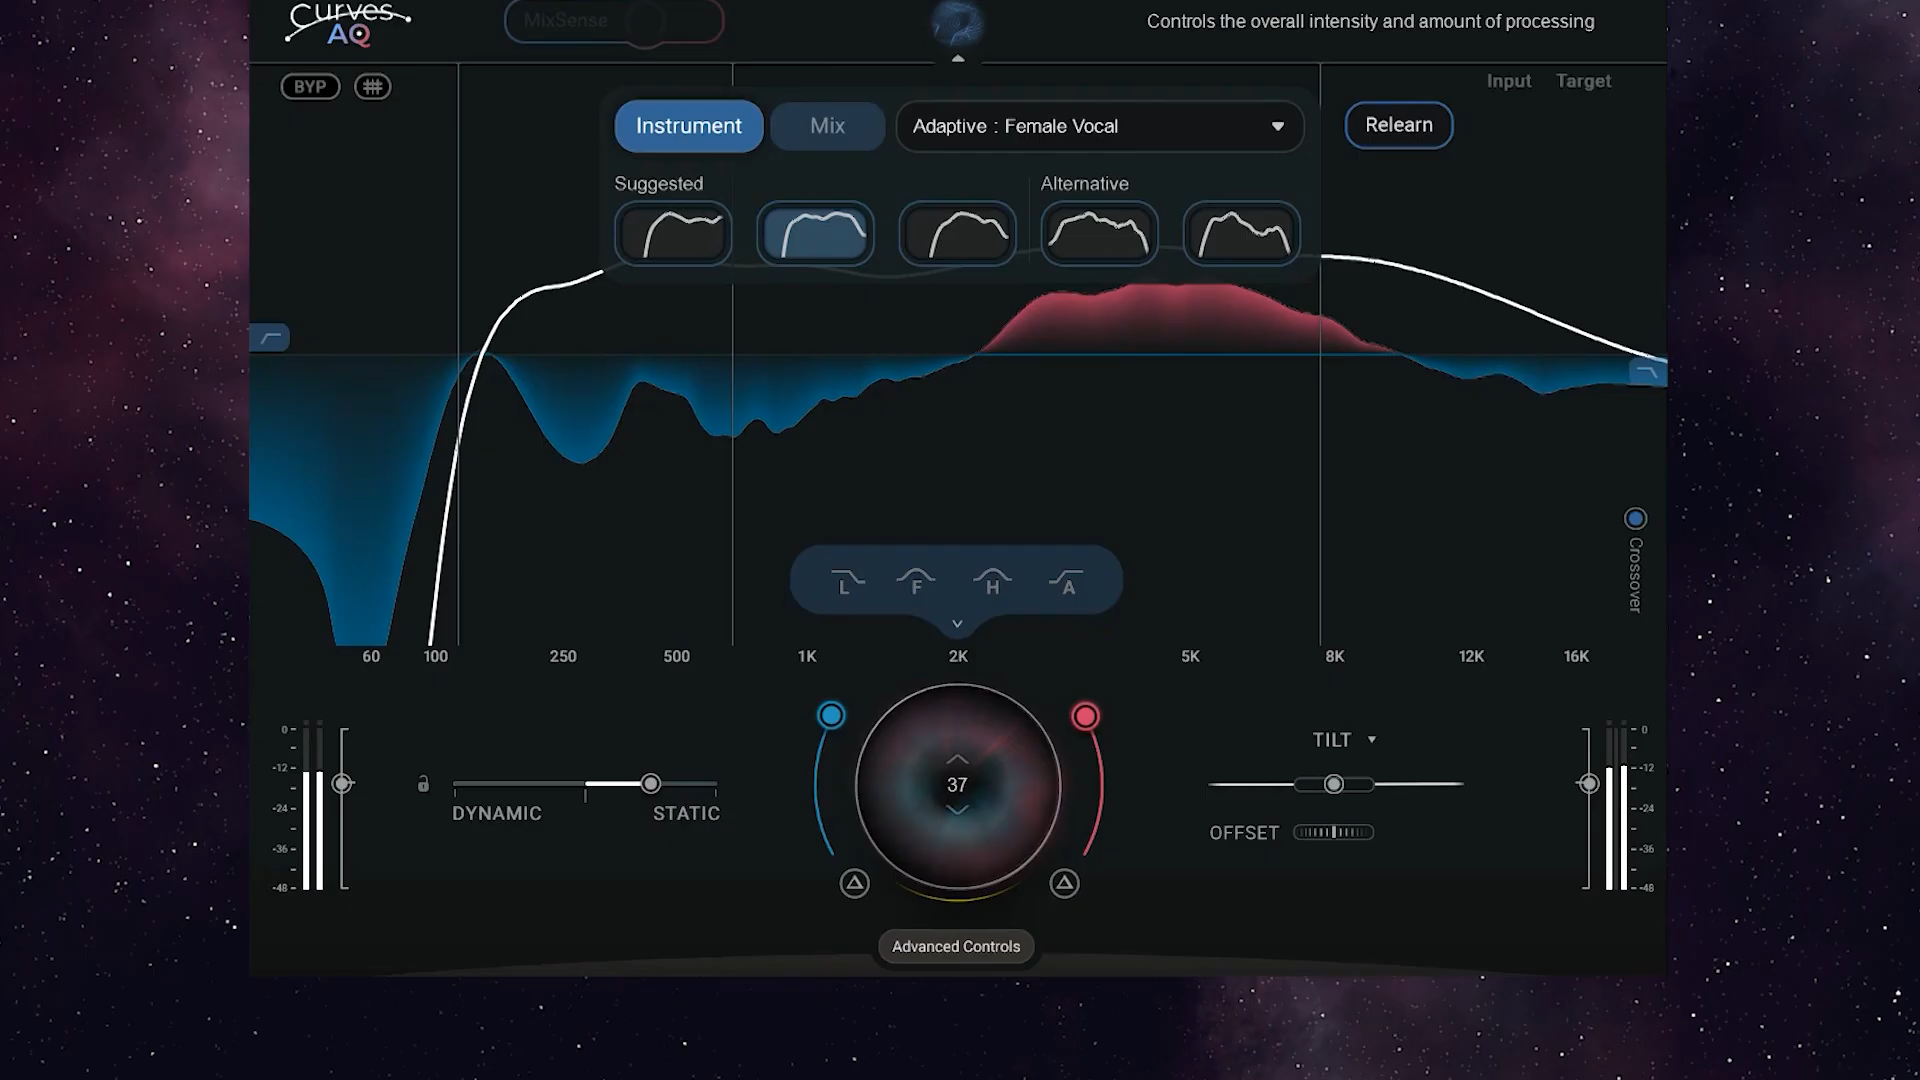 Curves
AQ
MixSense
Controls the overall intensity and amount of processing
BYP
Input Target
Instrument Mix Adaptive : Female Vocal Relearn
Suggested Alternative
L F H A
Crossover
60 100 250 500 1K 2K 5K 8K 12K 16K
TILT
0 -12 -24 -36 -48
DYNAMIC STATIC
37
OFFSET
0 -12 -24 -36 -48
Advanced Controls